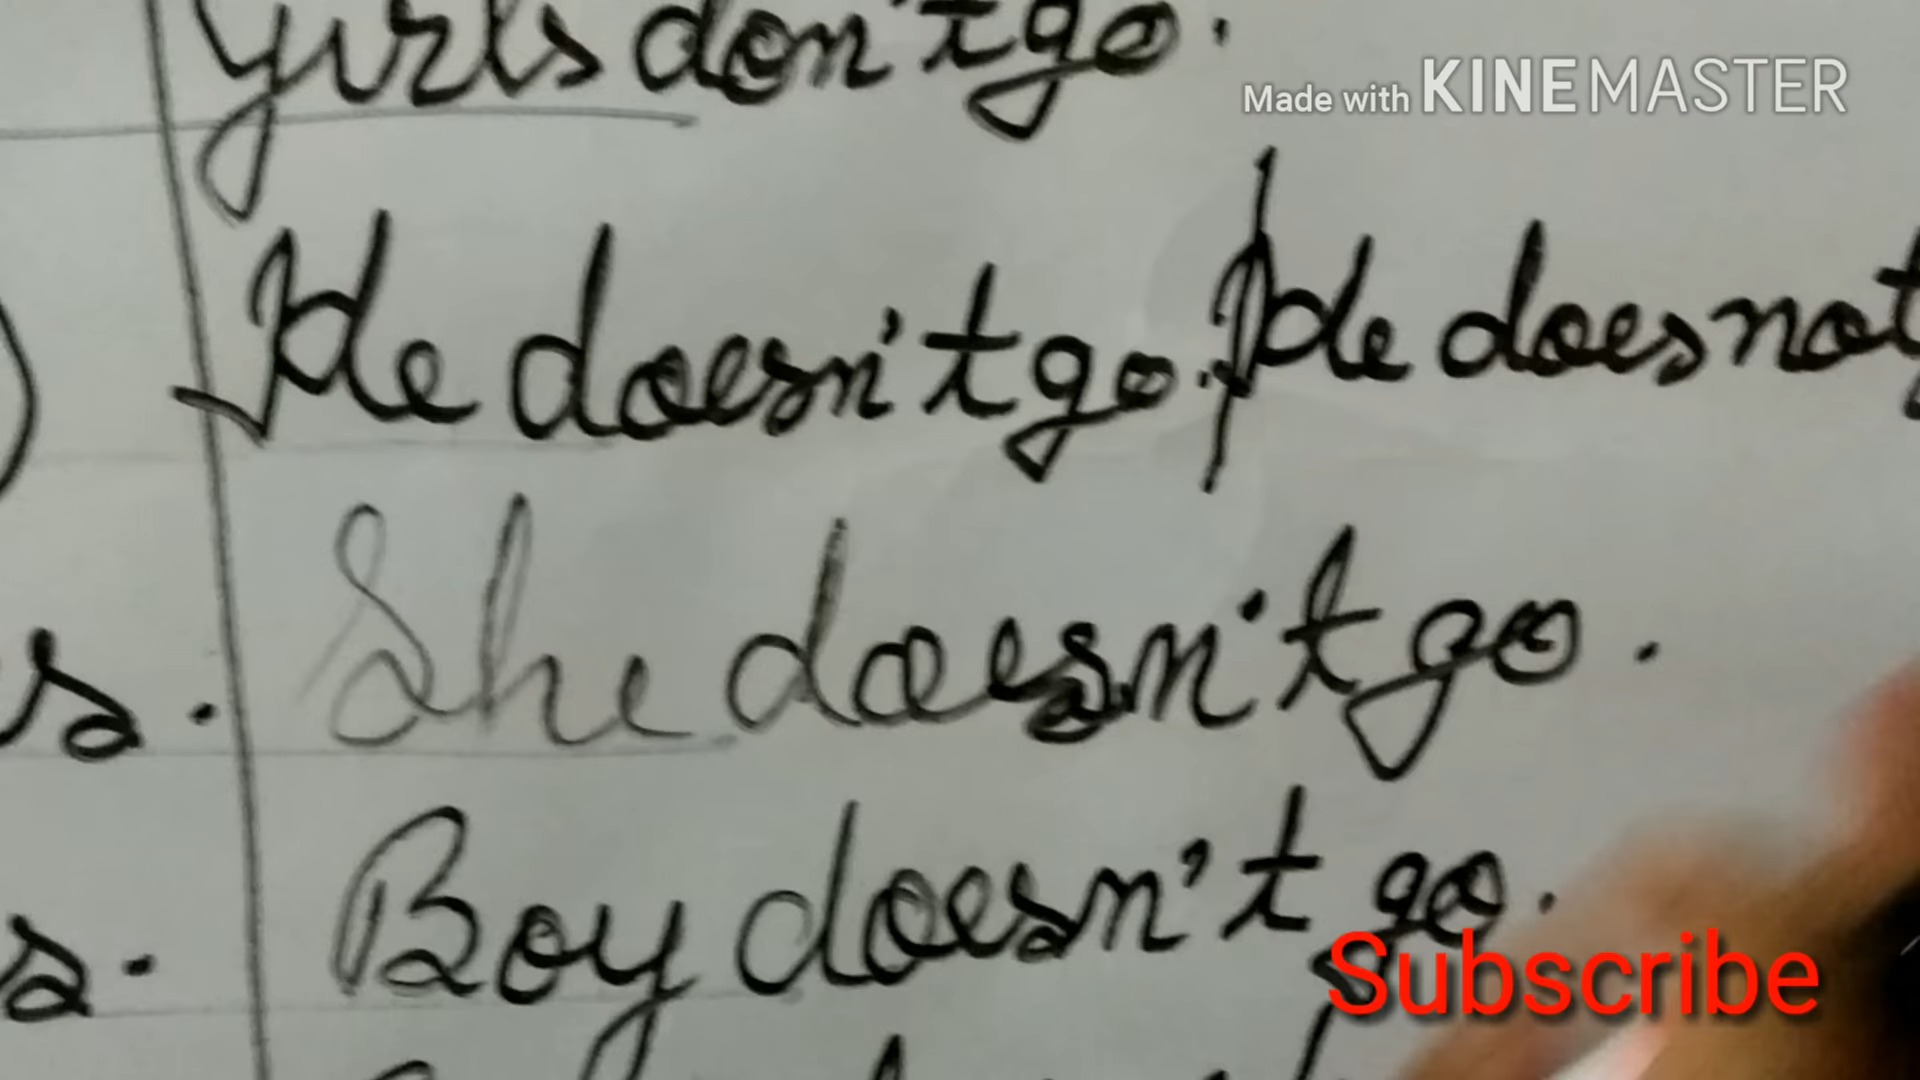 girls don't go.
Made with KINEMASTER
He doesn't go. / He does not
s. She doesn't go.
s. Boy doesn't go.
Subscribe